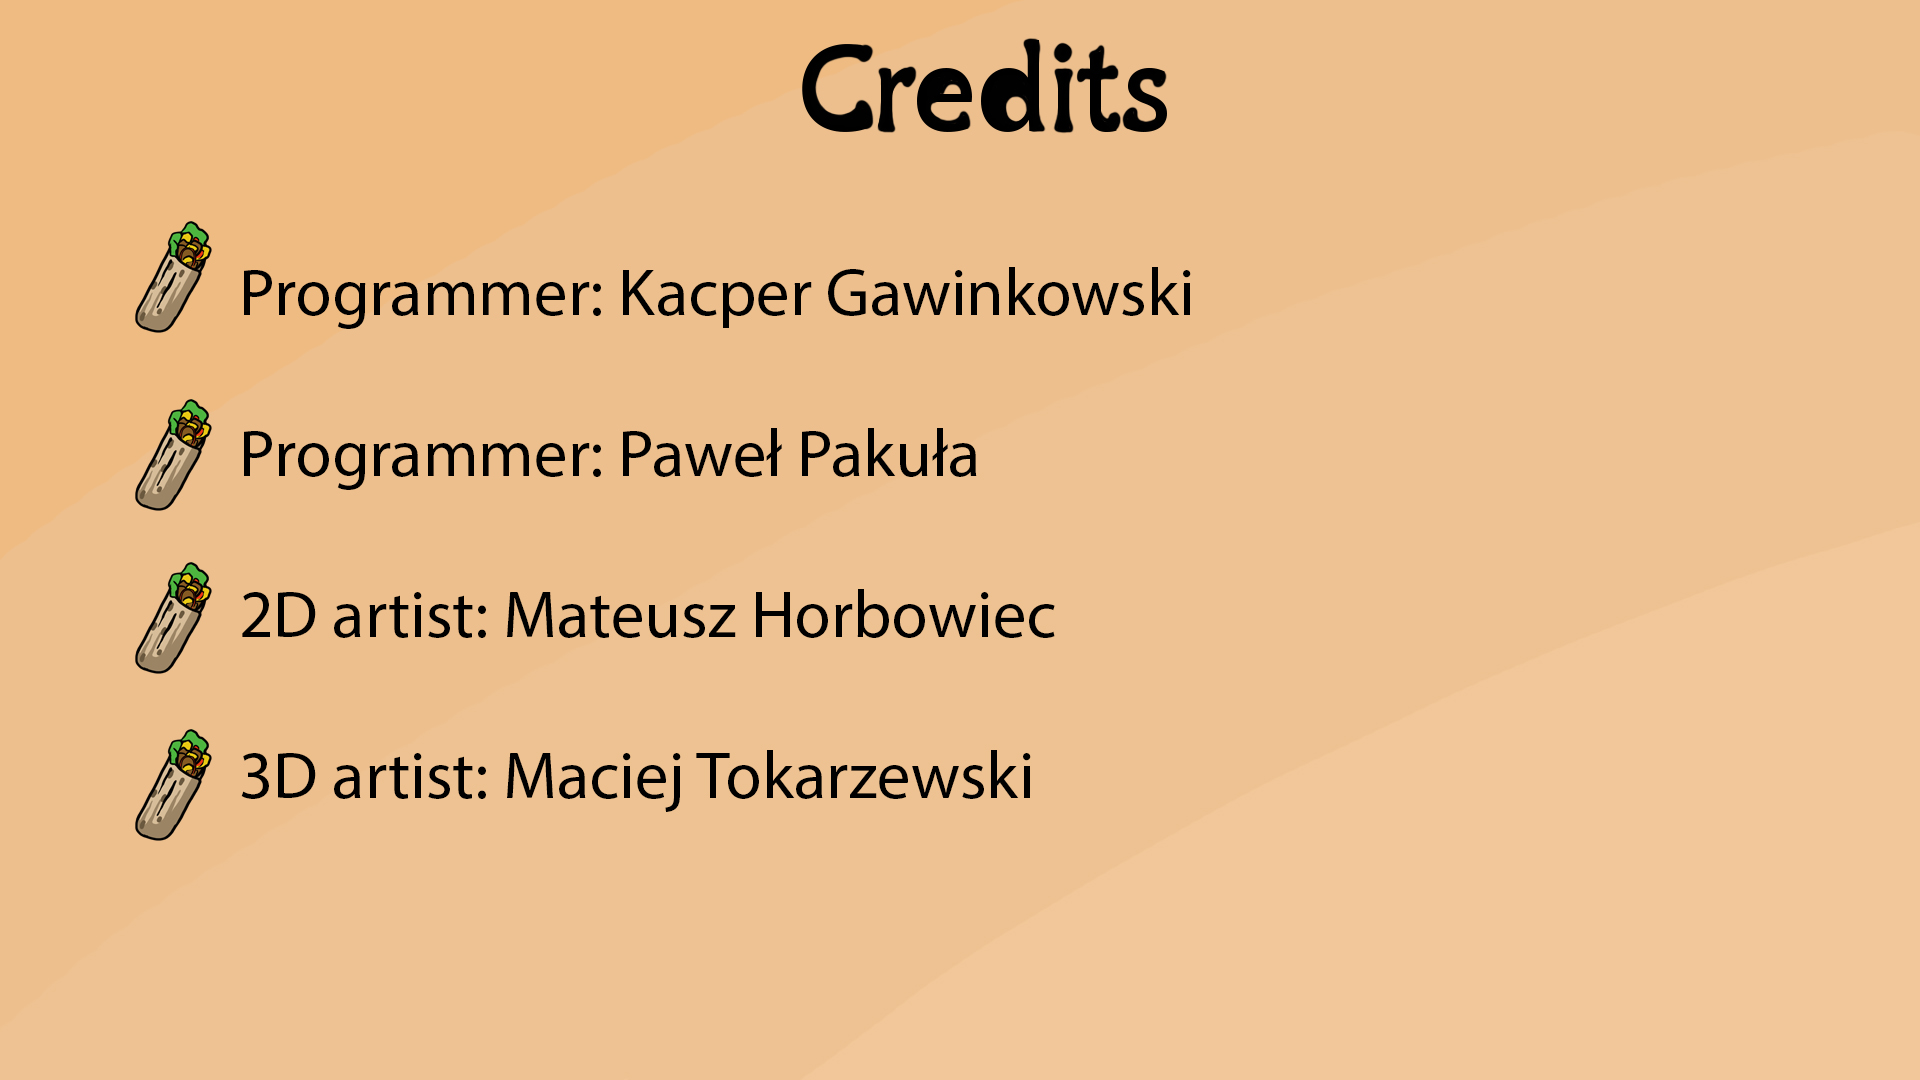 Credits
Programmer: Kacper Gawinkowski
Programmer: Paweł Pakuła
2D artist: Mateusz Horbowiec
3D artist: Maciej Tokarzewski